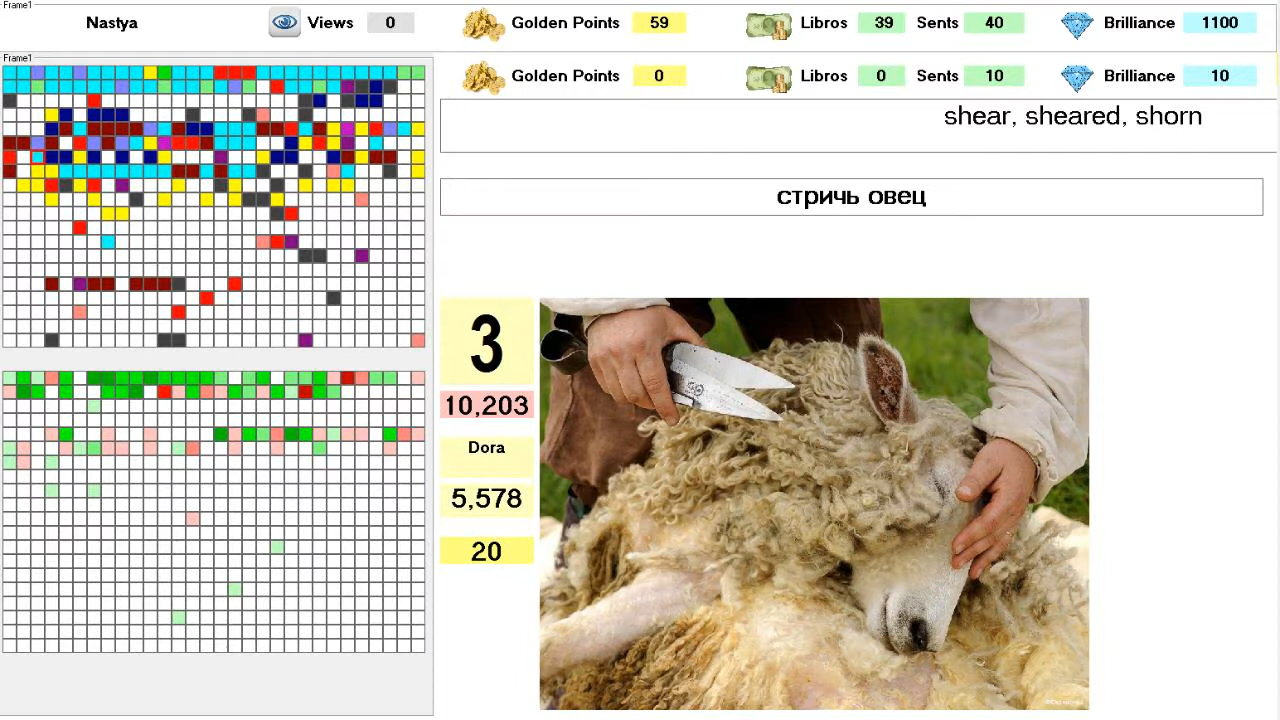 Frame1
Nastya Views 0 Golden Points 59 Libros 39 Sents 40 Brilliance 1100
Frame1
Golden Points 0 Libros 0 Sents 10 Brilliance 10
shear, sheared, shorn
стричь овец
3
10,203
Dora
5,578
20